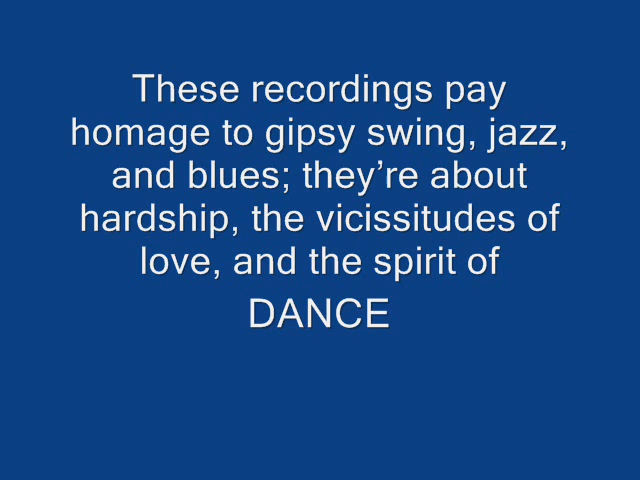 These recordings pay
homage to gipsy swing, jazz,
and blues; they’re about
hardship, the vicissitudes of
love, and the spirit of
DANCE